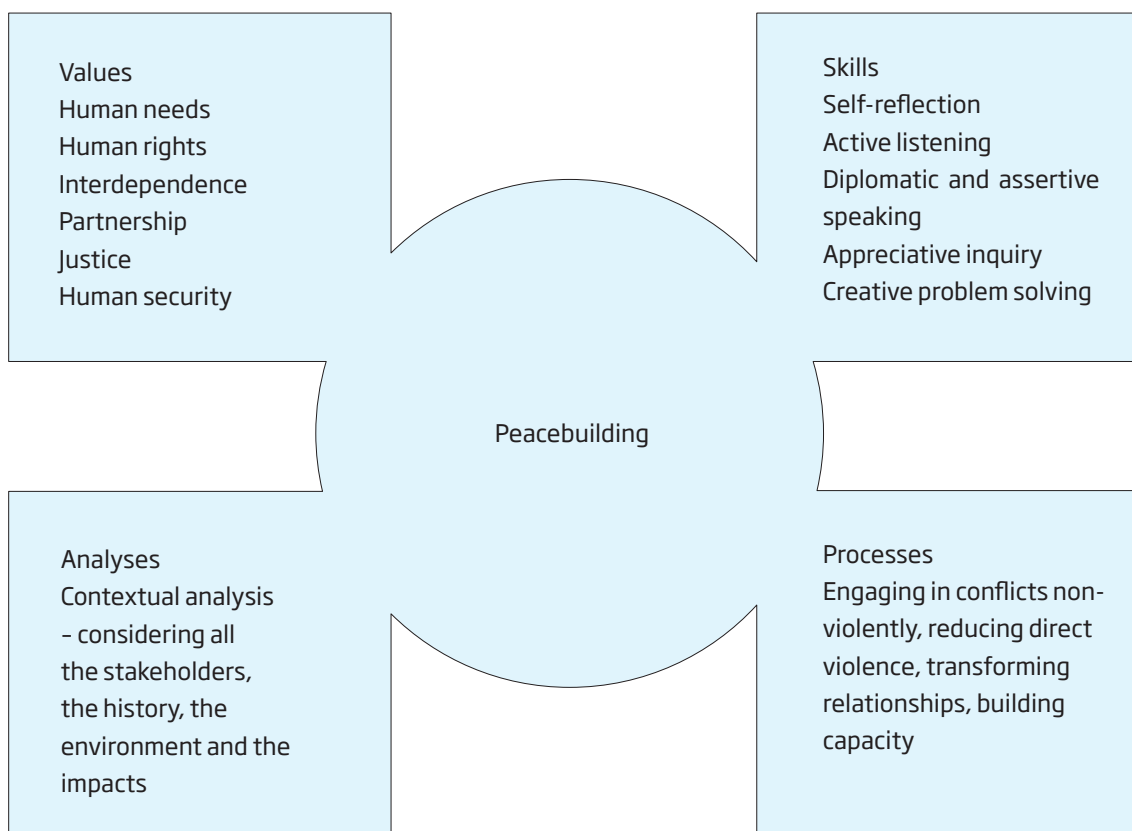 Values
Human needs
Human rights
Interdependence
Partnership
Justice
Human security
Skills
Self-reflection
Active listening
Diplomatic and assertive
speaking
Appreciative inquiry
Creative problem solving
Peacebuilding
Analyses
Contextual analysis
– considering all
the stakeholders,
the history, the
environment and the
impacts
Processes
Engaging in conflicts non-
violently, reducing direct
violence, transforming
relationships, building
capacity